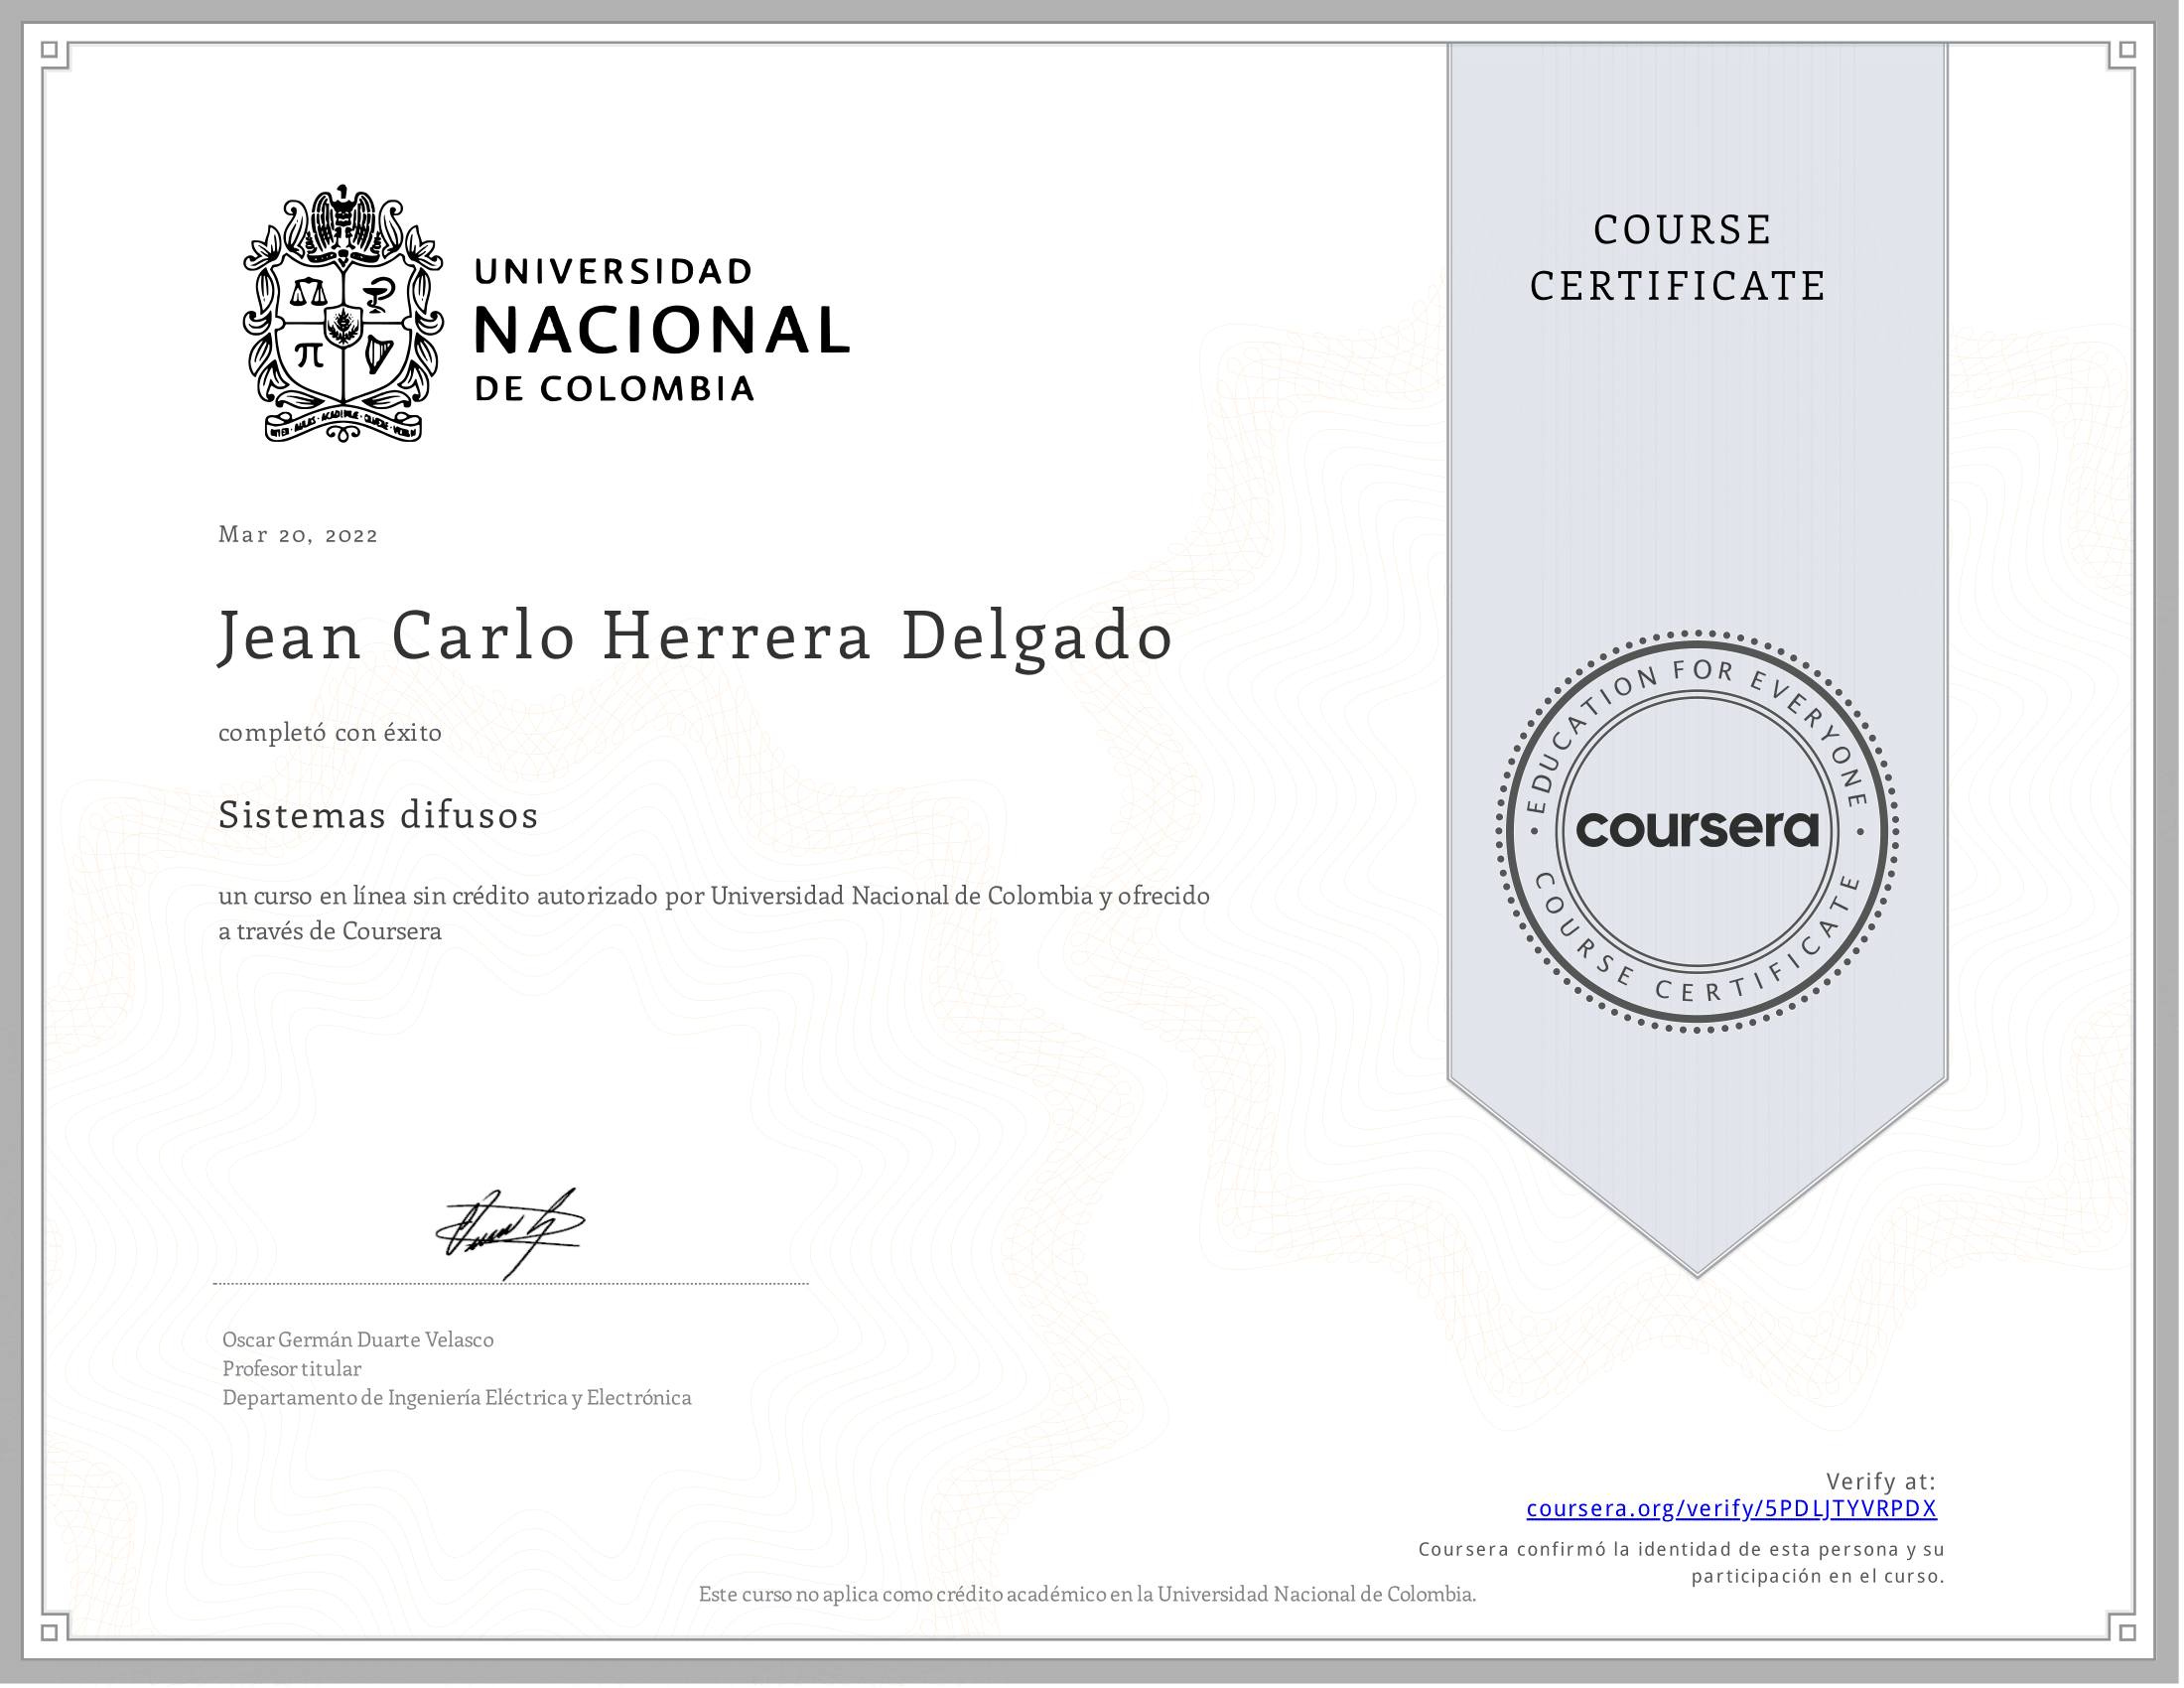 UNIVERSIDAD
NACIONAL
DE COLOMBIA
COURSE
CERTIFICATE
Mar 20, 2022
Jean Carlo Herrera Delgado
completó con éxito
Sistemas difusos
un curso en línea sin crédito autorizado por Universidad Nacional de Colombia y ofrecido
a través de Coursera
EDUCATION FOR EVERYONE
coursera
COURSE CERTIFICATE
Oscar Germán Duarte Velasco
Profesor titular
Departamento de Ingeniería Eléctrica y Electrónica
Verify at:
coursera.org/verify/5PDLJTYVRPDX
Coursera confirmó la identidad de esta persona y su
participación en el curso.
Este curso no aplica como crédito académico en la Universidad Nacional de Colombia.